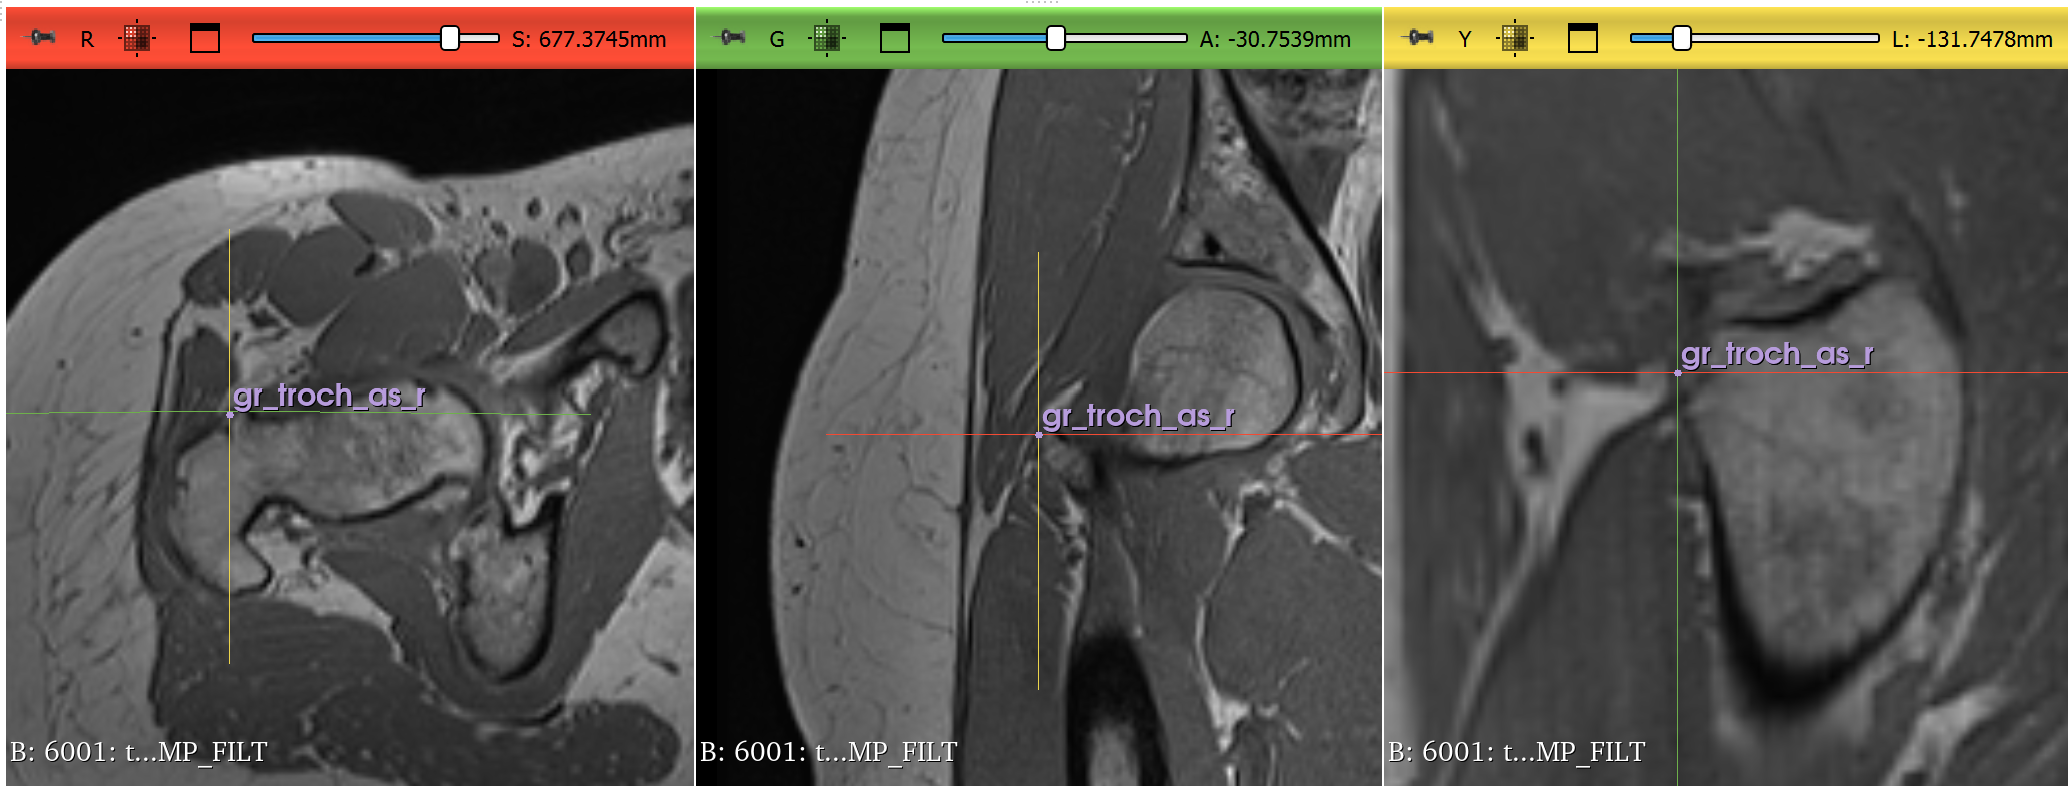 R S: 677.3745mm
G A: -30.7539mm
Y L: -131.7478mm
gr_troch_as_r
gr_troch_as_r
gr_troch_as_r
B: 6001: t...MP_FILT
B: 6001: t...MP_FILT
B: 6001: t...MP_FILT